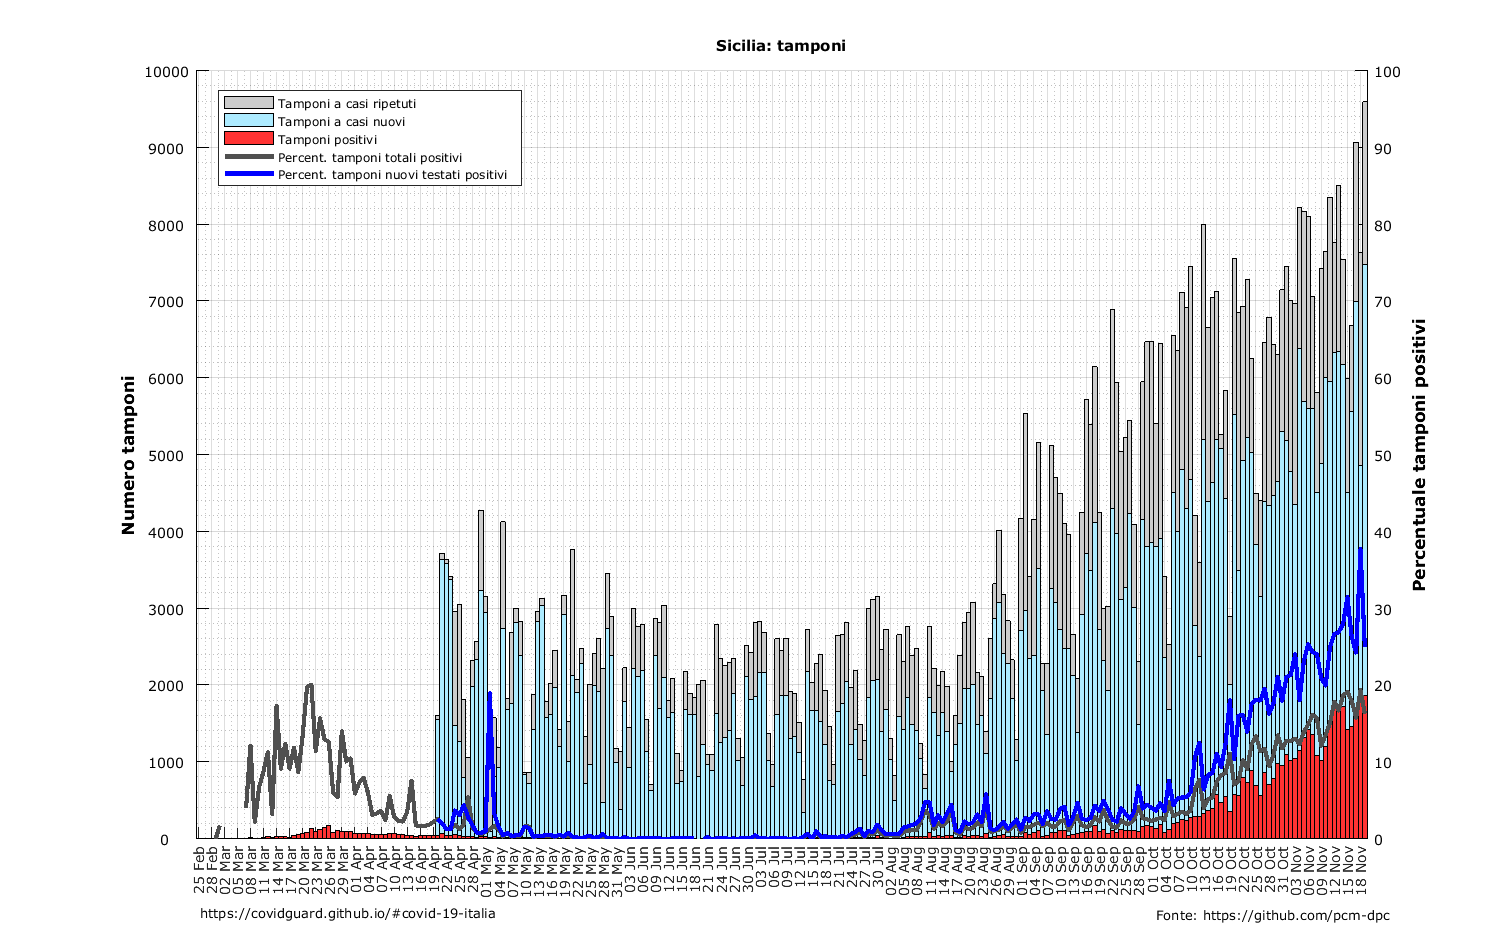 Sicilia: tamponi
Tamponi a casi ripetuti
Tamponi a casi nuovi
Tamponi positivi
Percent. tamponi totali positivi
Percent. tamponi nuovi testati positivi
Numero tamponi
10000
9000
8000
7000
6000
5000
4000
3000
2000
1000
0
100
90
80
70
60
50
40
30
20
10
0
Percentuale tamponi positivi
25 Feb
28 Feb
02 Mar
05 Mar
08 Mar
11 Mar
14 Mar
17 Mar
20 Mar
23 Mar
26 Mar
29 Mar
01 Apr
04 Apr
07 Apr
10 Apr
13 Apr
16 Apr
19 Apr
22 Apr
25 Apr
28 Apr
01 May
04 May
07 May
10 May
13 May
16 May
19 May
22 May
25 May
28 May
31 May
03 Jun
06 Jun
09 Jun
12 Jun
15 Jun
18 Jun
21 Jun
24 Jun
27 Jun
30 Jun
03 Jul
06 Jul
09 Jul
12 Jul
15 Jul
18 Jul
21 Jul
24 Jul
27 Jul
30 Jul
02 Aug
05 Aug
08 Aug
11 Aug
14 Aug
17 Aug
20 Aug
23 Aug
26 Aug
29 Aug
01 Sep
04 Sep
07 Sep
10 Sep
13 Sep
16 Sep
19 Sep
22 Sep
25 Sep
28 Sep
01 Oct
04 Oct
07 Oct
10 Oct
13 Oct
16 Oct
19 Oct
22 Oct
25 Oct
28 Oct
31 Oct
03 Nov
06 Nov
09 Nov
12 Nov
15 Nov
18 Nov
https://covidguard.github.io/#covid-19-italia
Fonte: https://github.com/pcm-dpc